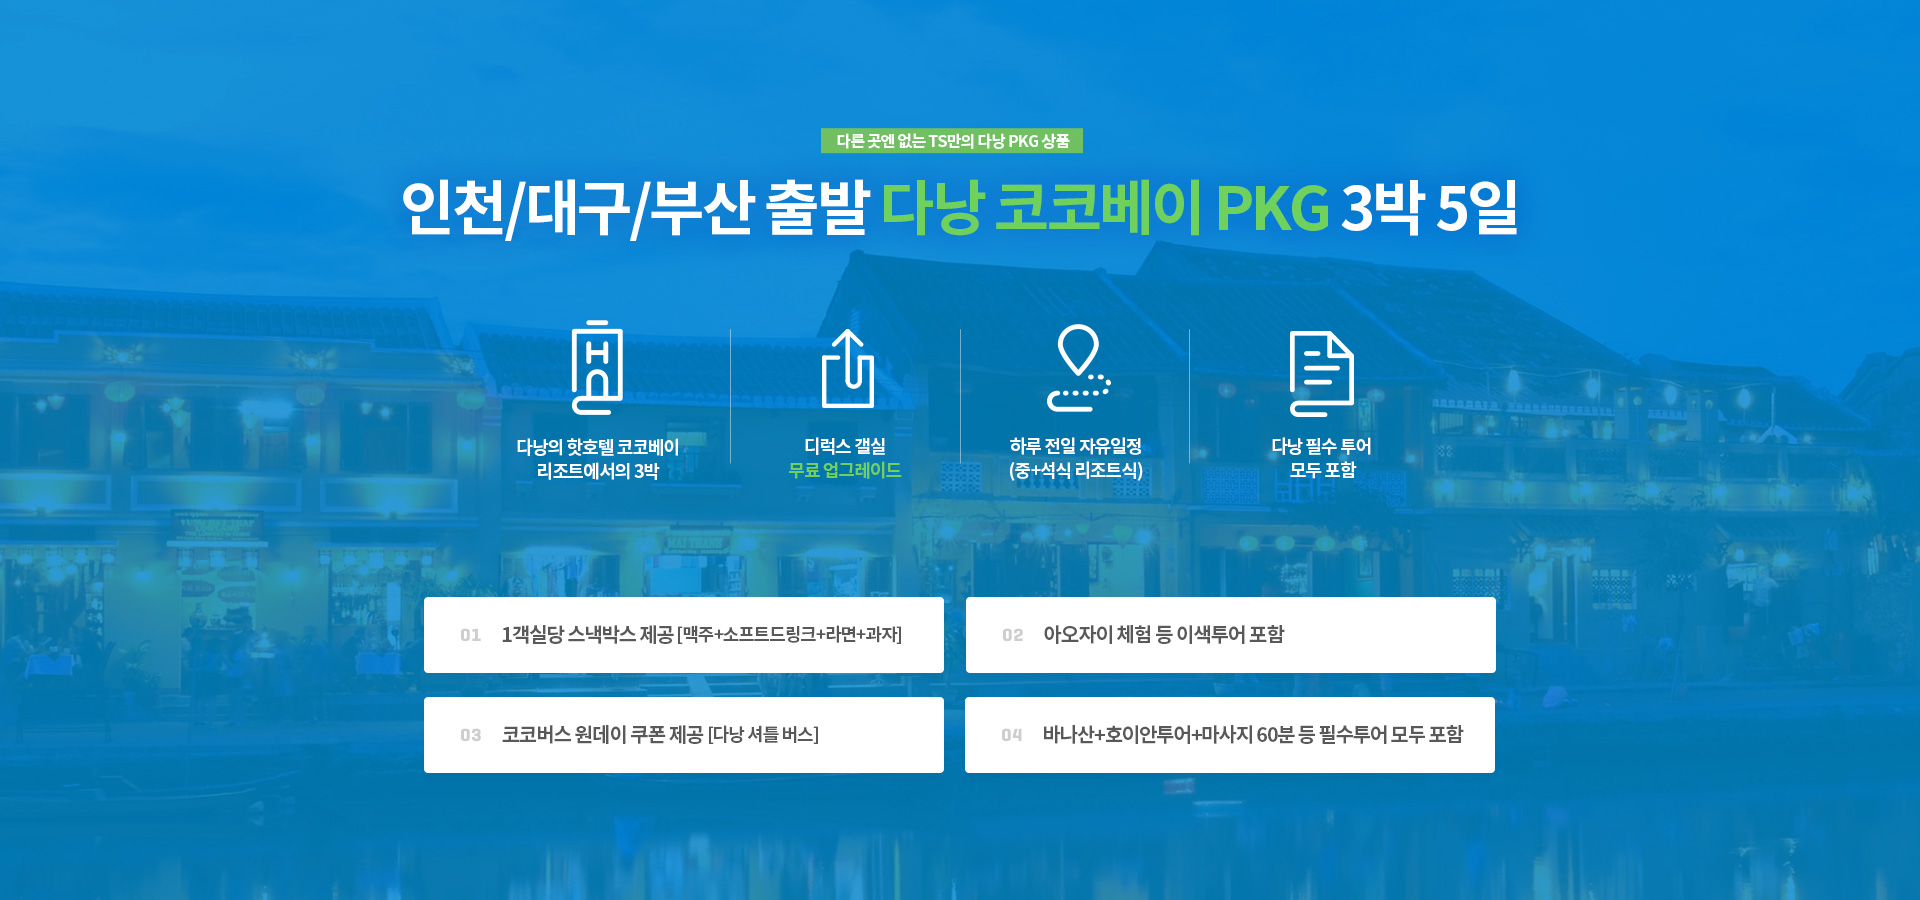 다른 곳엔 없는 TS만의 다낭 PKG 상품
인천/대구/부산 출발 다낭 코코베이 PKG 3박 5일
다낭의 핫호텔 코코베이
리조트에서의 3박
디럭스 갤실
무료 업그레이드
하루 전일 자유일정
(중+석식 리조트식)
다낭 필수 투어
모두 포함
01 1객실당 스낵박스 제공 [맥주+소프트드링크+라면+과자]
02 아오자이 체험 등 이색투어 포함
03 코코버스 원데이 쿠폰 제공 [다낭 셔틀 버스]
04 바나산+호이안투어+마사지 60분 등 필수투어 모두 포함